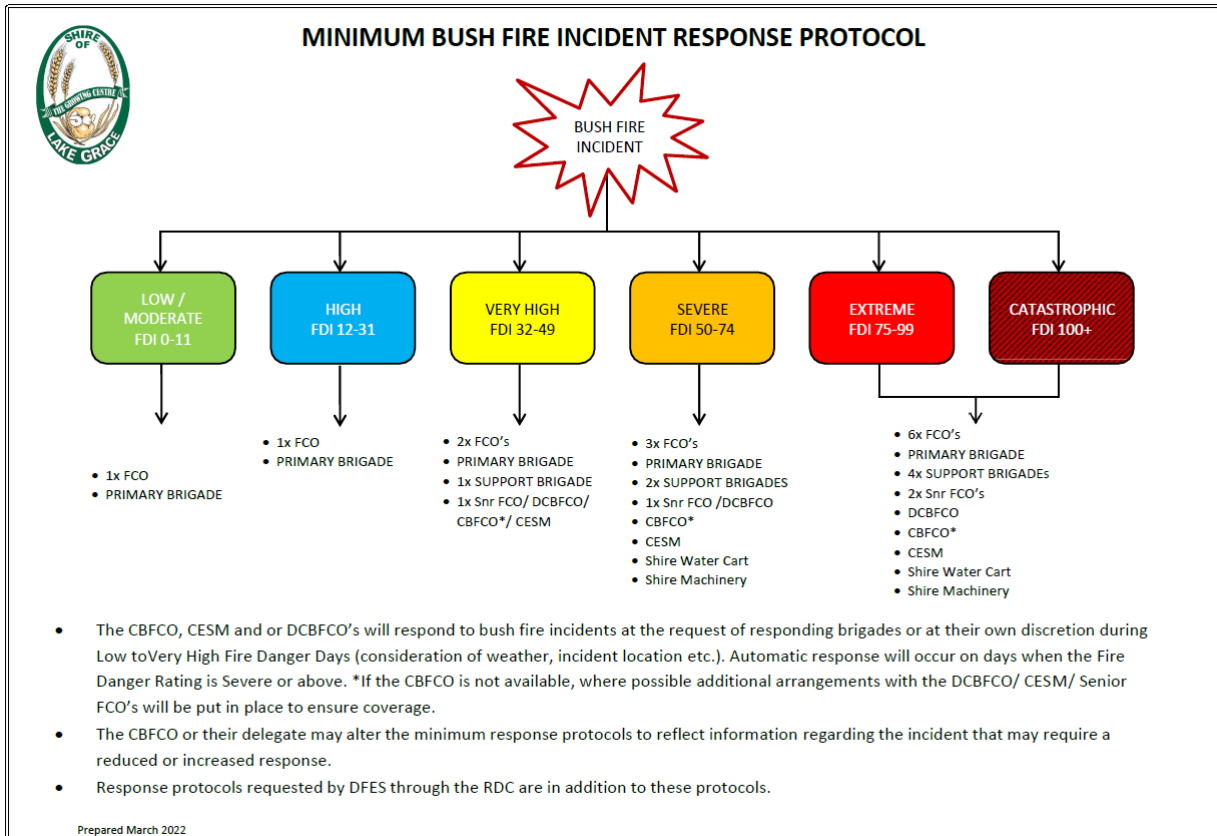 SHIRE
OF
THE GROWING CENTRE
LAKE GRACE
MINIMUM BUSH FIRE INCIDENT RESPONSE PROTOCOL
BUSH FIRE
INCIDENT
LOW /
MODERATE
FDI 0-11
HIGH
FDI 12-31
VERY HIGH
FDI 32-49
SEVERE
FDI 50-74
EXTREME
FDI 75-99
CATASTROPHIC
FDI 100+
• 1x FCO
• PRIMARY BRIGADE
• 1x FCO
• PRIMARY BRIGADE
• 2x FCO's
• PRIMARY BRIGADE
• 1x SUPPORT BRIGADE
• 1x Snr FCO/ DCBFCO/
CBFCO*/ CESM
• 3x FCO's
• PRIMARY BRIGADE
• 2x SUPPORT BRIGADES
• 1x Snr FCO /DCBFCO
• CBFCO*
• CESM
• Shire Water Cart
• Shire Machinery
• 6x FCO's
• PRIMARY BRIGADE
• 4x SUPPORT BRIGADEs
• 2x Snr FCO's
• DCBFCO
• CBFCO*
• CESM
• Shire Water Cart
• Shire Machinery
• The CBFCO, CESM and or DCBFCO's will respond to bush fire incidents at the request of responding brigades or at their own discretion during
Low toVery High Fire Danger Days (consideration of weather, incident location etc.). Automatic response will occur on days when the Fire
Danger Rating is Severe or above. *If the CBFCO is not available, where possible additional arrangements with the DCBFCO/ CESM/ Senior
FCO's will be put in place to ensure coverage.
• The CBFCO or their delegate may alter the minimum response protocols to reflect information regarding the incident that may require a
reduced or increased response.
• Response protocols requested by DFES through the RDC are in addition to these protocols.
Prepared March 2022